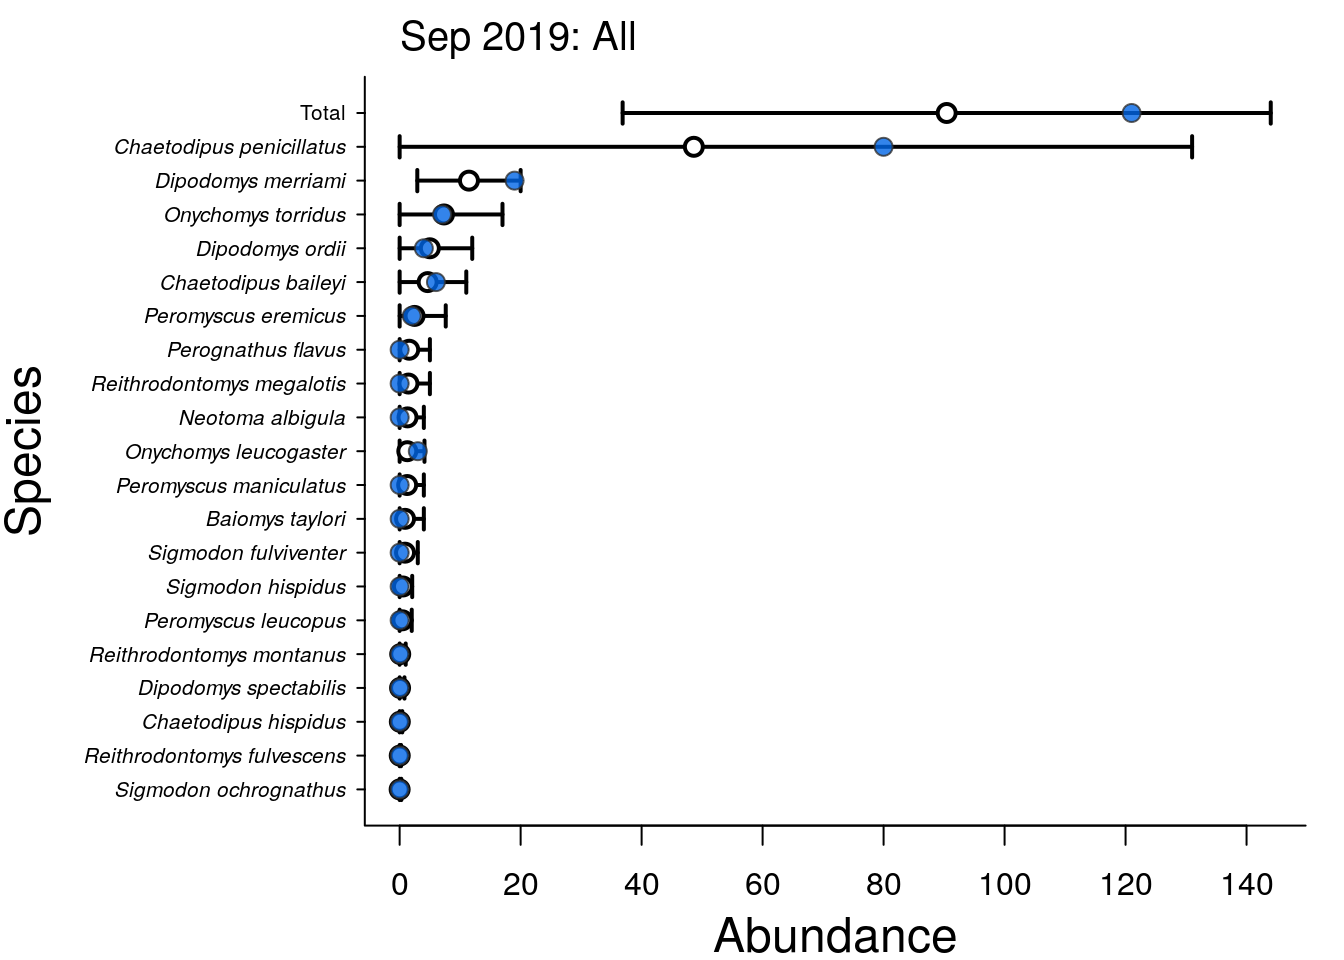 Sep 2019: All
Species
Total
Chaetodipus penicillatus
Dipodomys merriami
Onychomys torridus
Dipodomys ordii
Chaetodipus baileyi
Peromyscus eremicus
Perognathus flavus
Reithrodontomys megalotis
Neotoma albigula
Onychomys leucogaster
Peromyscus maniculatus
Baiomys taylori
Sigmodon fulviventer
Sigmodon hispidus
Peromyscus leucopus
Reithrodontomys montanus
Dipodomys spectabilis
Chaetodipus hispidus
Reithrodontomys fulvescens
Sigmodon ochrognathus
0 20 40 60 80 100 120 140
Abundance